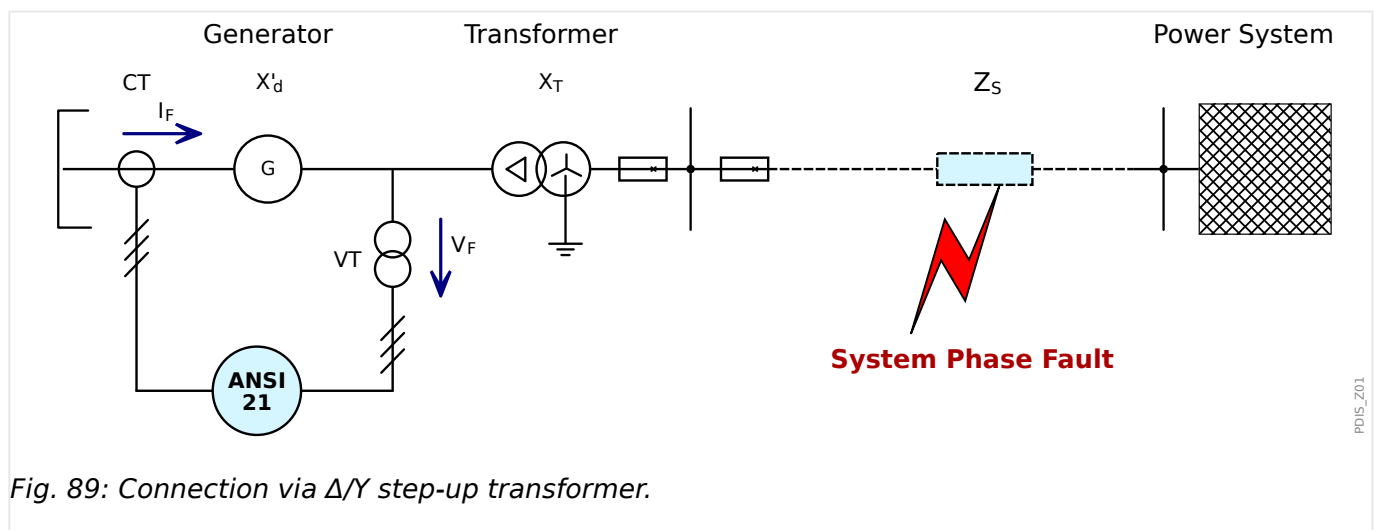 Generator Transformer Power System
CT X'd XT ZS
IF
G
VT VF
ANSI
21
System Phase Fault
PDIS_Z01
Fig. 89: Connection via Δ/Y step-up transformer.